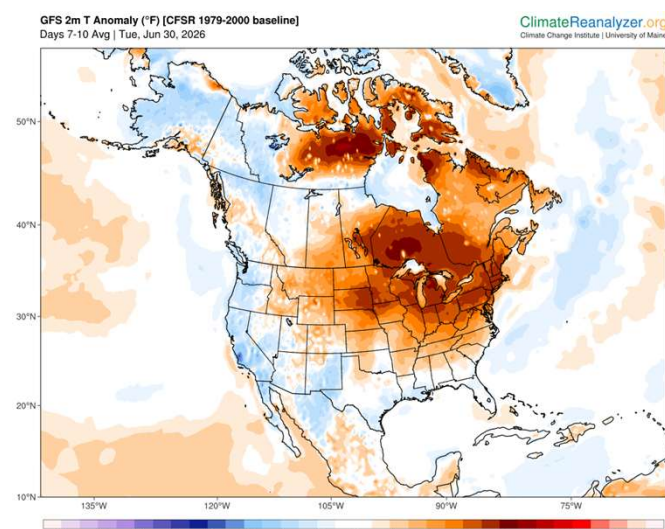 GFS 2m T Anomaly (°F) [CFSR 1979-2000 baseline]
Days 7-10 Avg | Tue, Jun 30, 2026
ClimateReanalyzer.org
Climate Change Institute | University of Maine
50°N
40°N
30°N
20°N
10°N
135°W
120°W
105°W
90°W
75°W